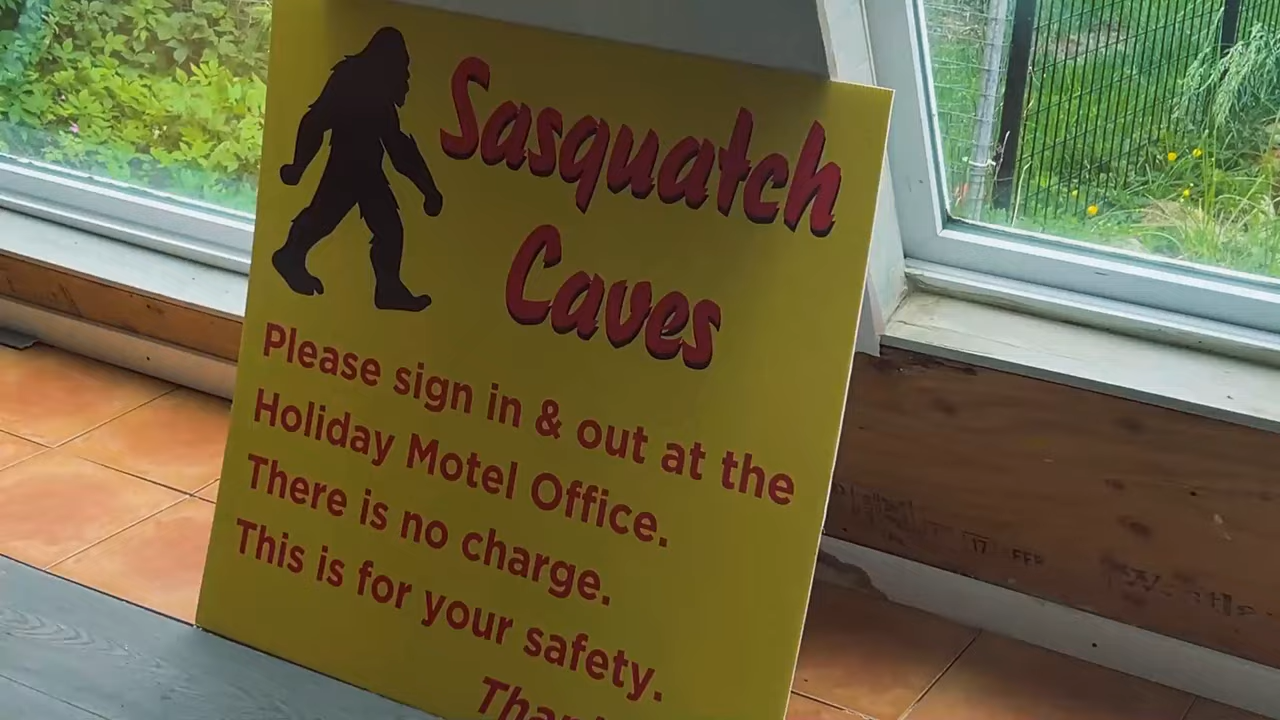 Sasquatch
Caves
Please sign in & out at the
Holiday Motel Office.
There is no charge.
This is for your safety.